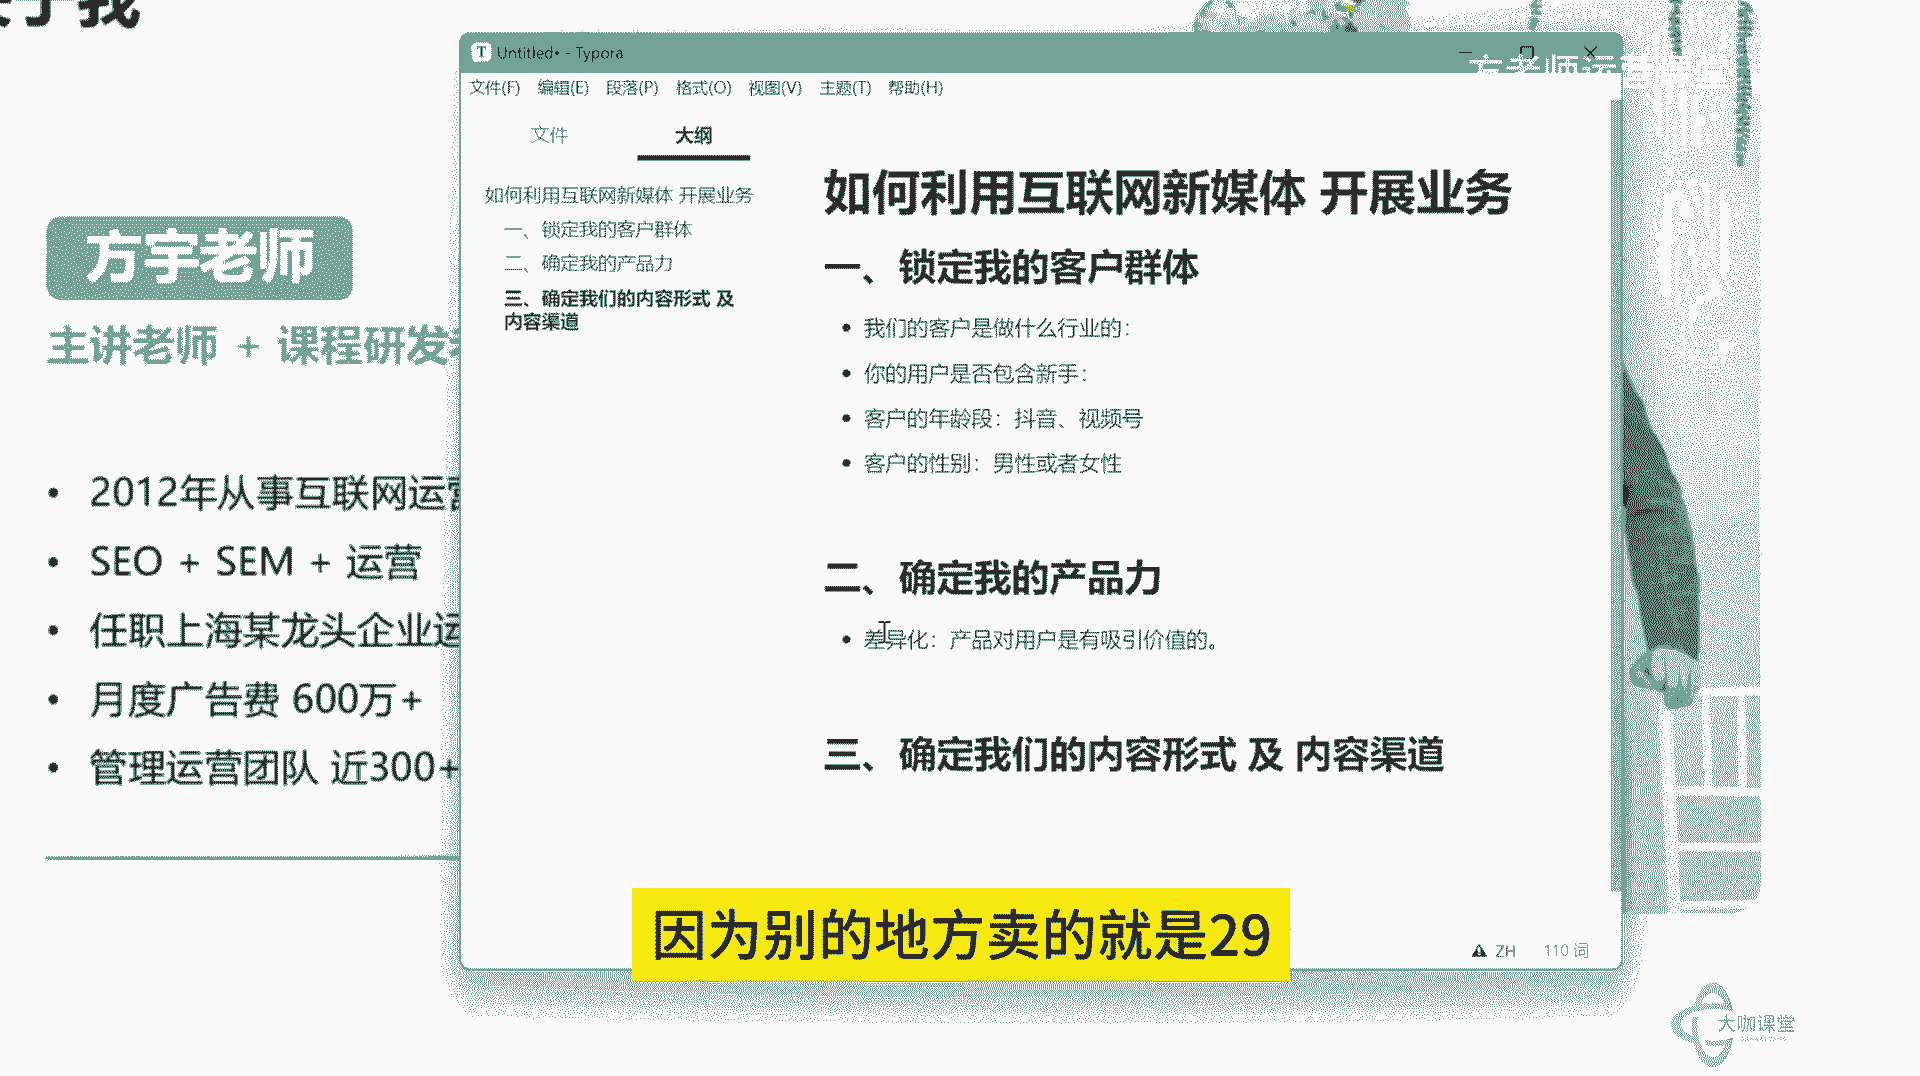 于我
方宇老师
主讲老师 + 课程研发
2012年从事互联网运营
SEO + SEM + 运营
任职上海某龙头企业运
月度广告费 600万+
管理运营团队 近300+
Untitled• - Typora
文件(F) 编辑(E) 段落(P) 格式(O) 视图(V) 主题(T) 帮助(H)
文件 大纲
如何利用互联网新媒体 开展业务
一、锁定我的客户群体
二、确定我的产品力
三、确定我们的内容形式 及
内容渠道
如何利用互联网新媒体 开展业务
一、锁定我的客户群体
我们的客户是做什么行业的：
你的用户是否包含新手：
客户的年龄段：抖音、视频号
客户的性别：男性或者女性
二、确定我的产品力
差异化：产品对用户是有吸引价值的。
三、确定我们的内容形式 及 内容渠道
ZH 110 词
因为别的地方卖的就是29
方老师运营课堂
大咖课堂